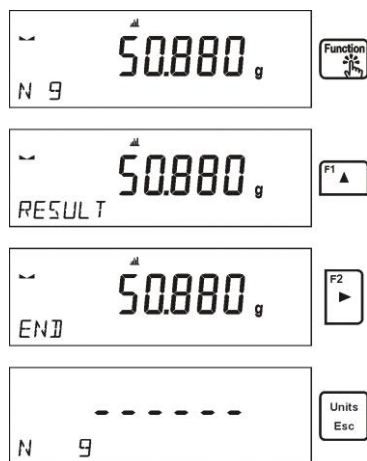 50.880 g
N 9
Function
50.880 g
RESULT
F1
50.880 g
END
F2
------
N 9
Units
Esc